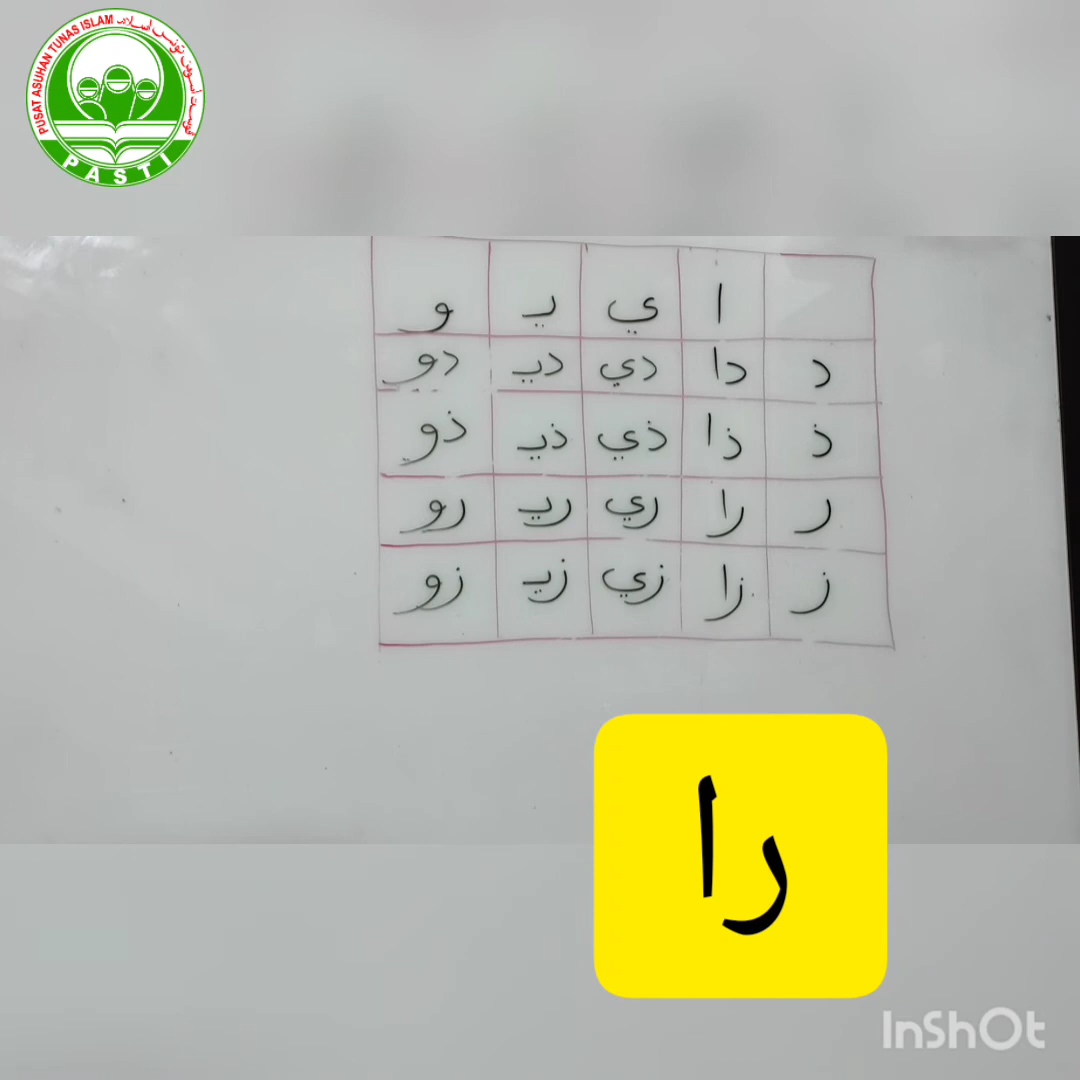 PUSAT ASUHAN TUNAS ISLAM
PASTI
ا ي يـ و
د دا دي ديـ دو
ذ ذا ذي ذيـ ذو
ر را ري ريـ رو
ز زا زي زيـ زو
را
InShOt